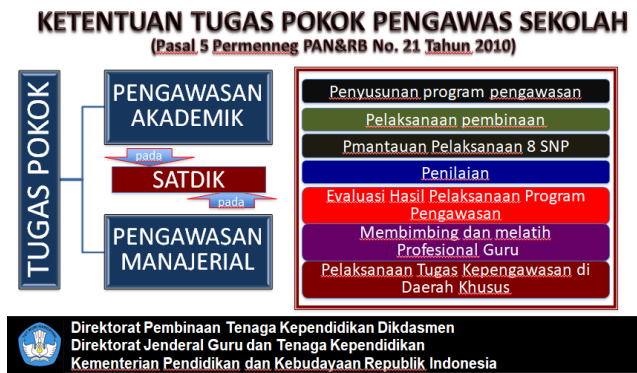 KETENTUAN TUGAS POKOK PENGAWAS SEKOLAH
(Pasal 5 Permenneg PAN&RB No. 21 Tahun 2010)
TUGAS POKOK
PENGAWASAN
AKADEMIK
pada
SATDIK
pada
PENGAWASAN
MANAJERIAL
Penyusunan program pengawasan
Pelaksanaan pembinaan
Pmantauan Pelaksanaan 8 SNP
Penilaian
Evaluasi Hasil Pelaksanaan Program
Pengawasan
Membimbing dan melatih
Profesional Guru
Pelaksanaan Tugas Kepengawasan di
Daerah Khusus
Direktorat Pembinaan Tenaga Kependidikan Dikdasmen
Direktorat Jenderal Guru dan Tenaga Kependidikan
Kementerian Pendidikan dan Kebudayaan Republik Indonesia